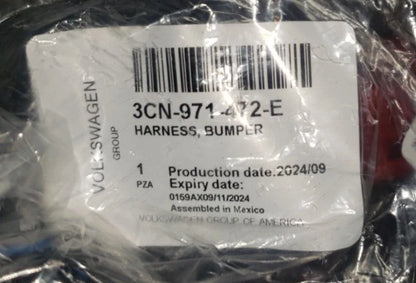 VOLKSWAGEN
GROUP
3CN-971-472-E
HARNESS, BUMPER
1 Production date:2024/09
PZA Expiry date:
0159AX09/11/2024
Assembled in Mexico
VOLKSWAGEN GROUP OF AMERICA